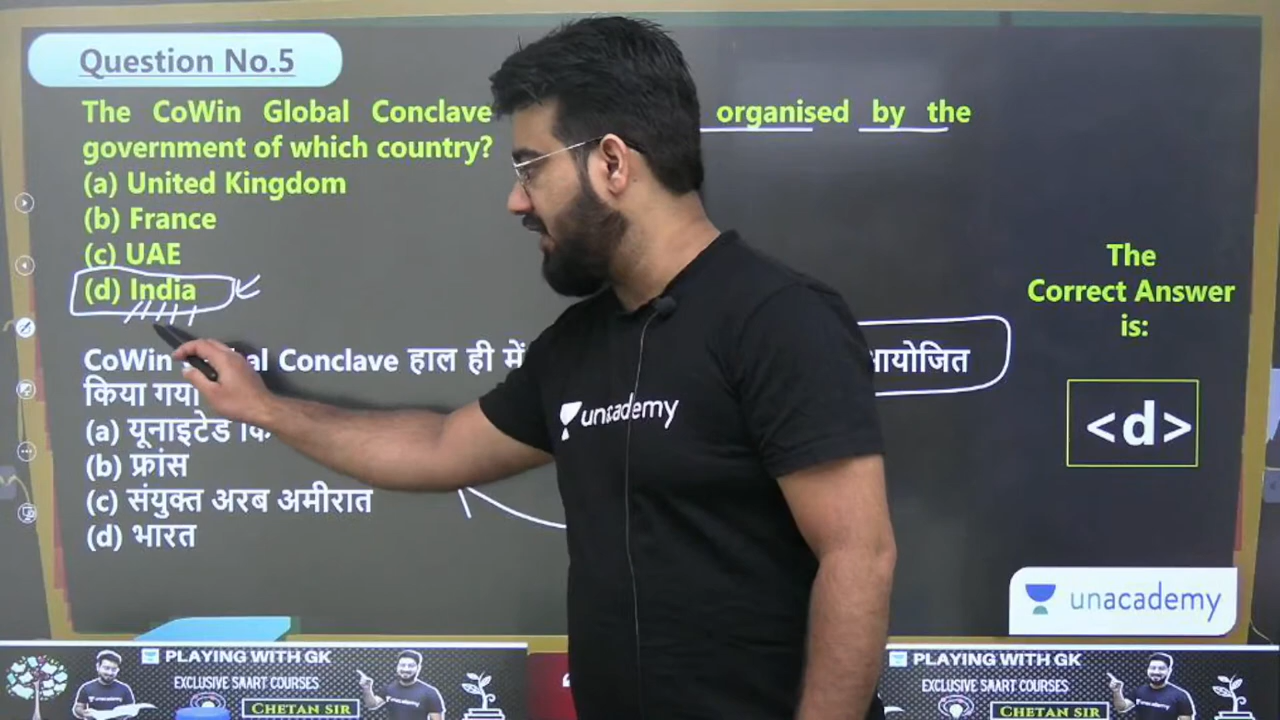 Question No.5
The CoWin Global Conclave organised by the
government of which country?
(a) United Kingdom
(b) France
(c) UAE
(d) India
CoWin Conclave हाल ही में
किया गया
(a) यूनाइटेड
(b) फ्रांस
(c) संयुक्त अरब अमीरात
(d) भारत
The
Correct Answer
is:
<d>
unacademy
unacademy
PLAYING WITH GK
EXCLUSIVE SMART COURSES
CHETAN SIR
unacademy
PLAYING WITH GK
EXCLUSIVE SMART COURSES
CHETAN SIR